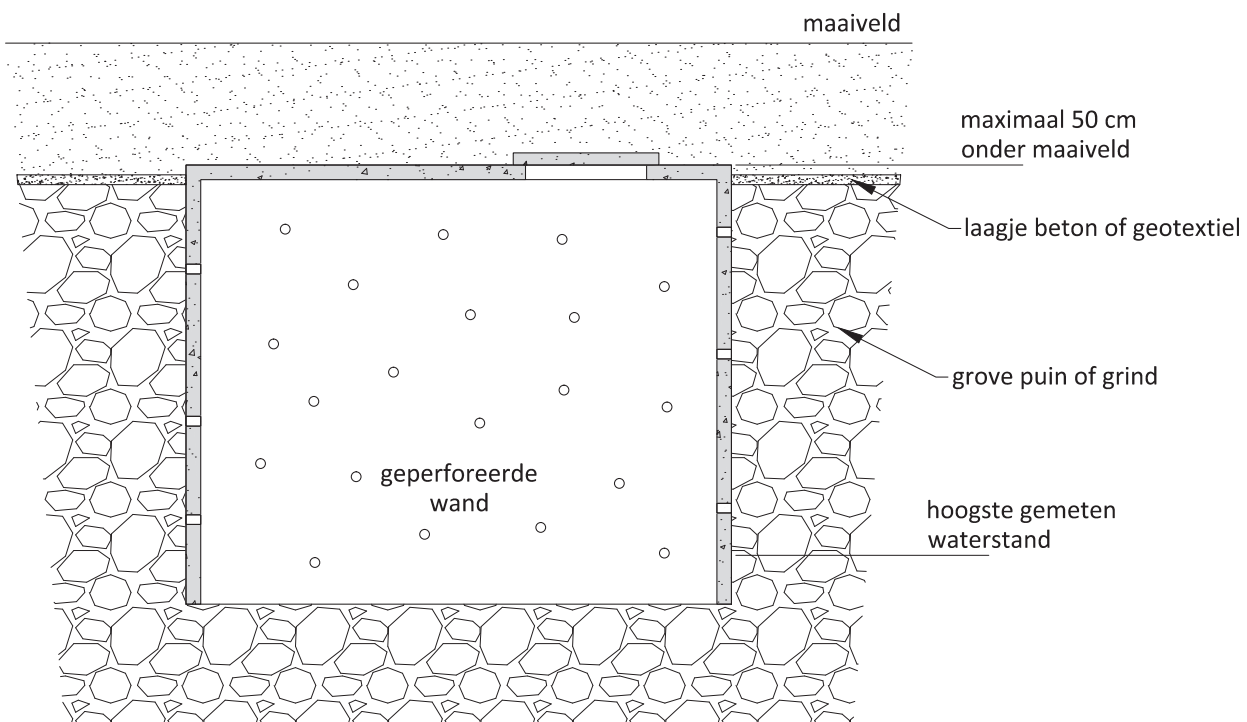 maaiveld
maximaal 50 cm
onder maaiveld
laagje beton of geotextiel
grove puin of grind
geperforeerde
wand
hoogste gemeten
waterstand